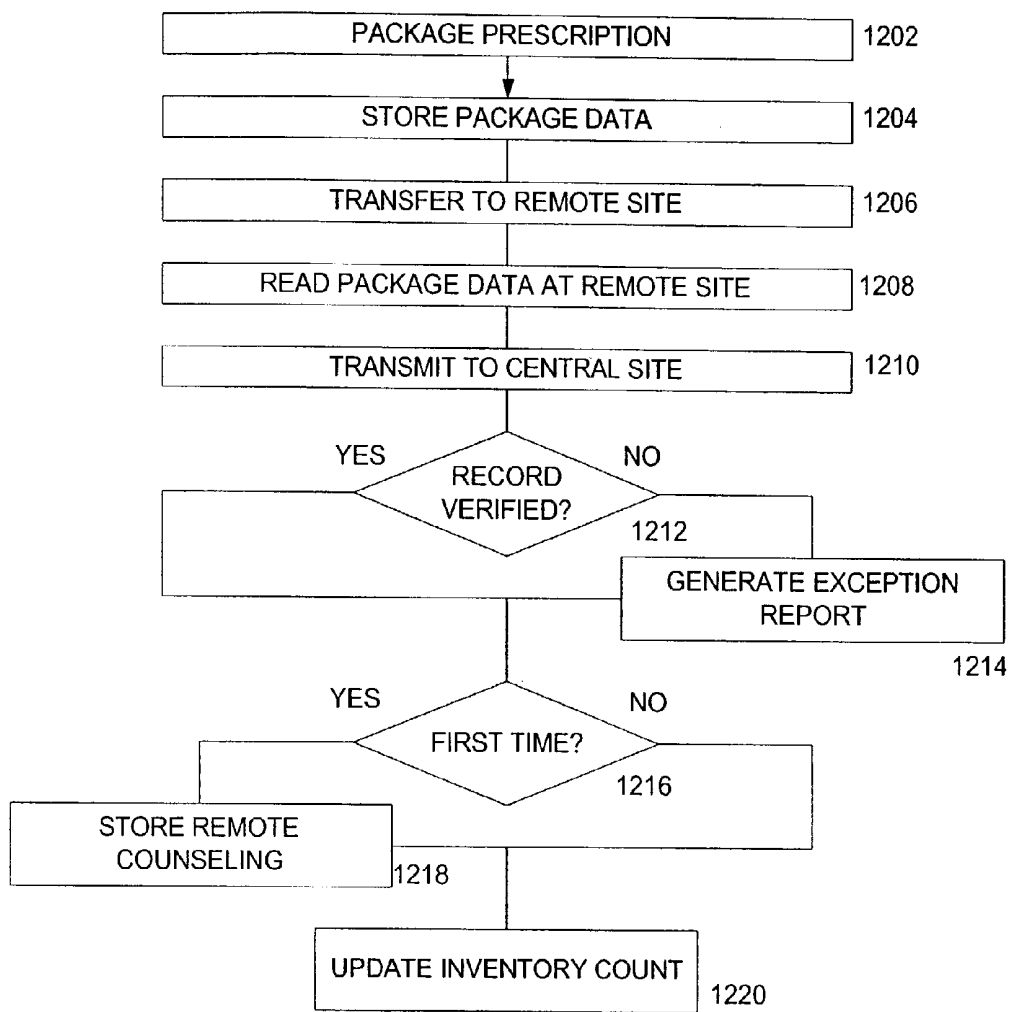 PACKAGE PRESCRIPTION 1202
STORE PACKAGE DATA 1204
TRANSFER TO REMOTE SITE 1206
READ PACKAGE DATA AT REMOTE SITE 1208
TRANSMIT TO CENTRAL SITE 1210
YES
NO
RECORD
VERIFIED?
1212
GENERATE EXCEPTION
REPORT
1214
YES
NO
FIRST TIME?
1216
STORE REMOTE
COUNSELING
1218
UPDATE INVENTORY COUNT
1220